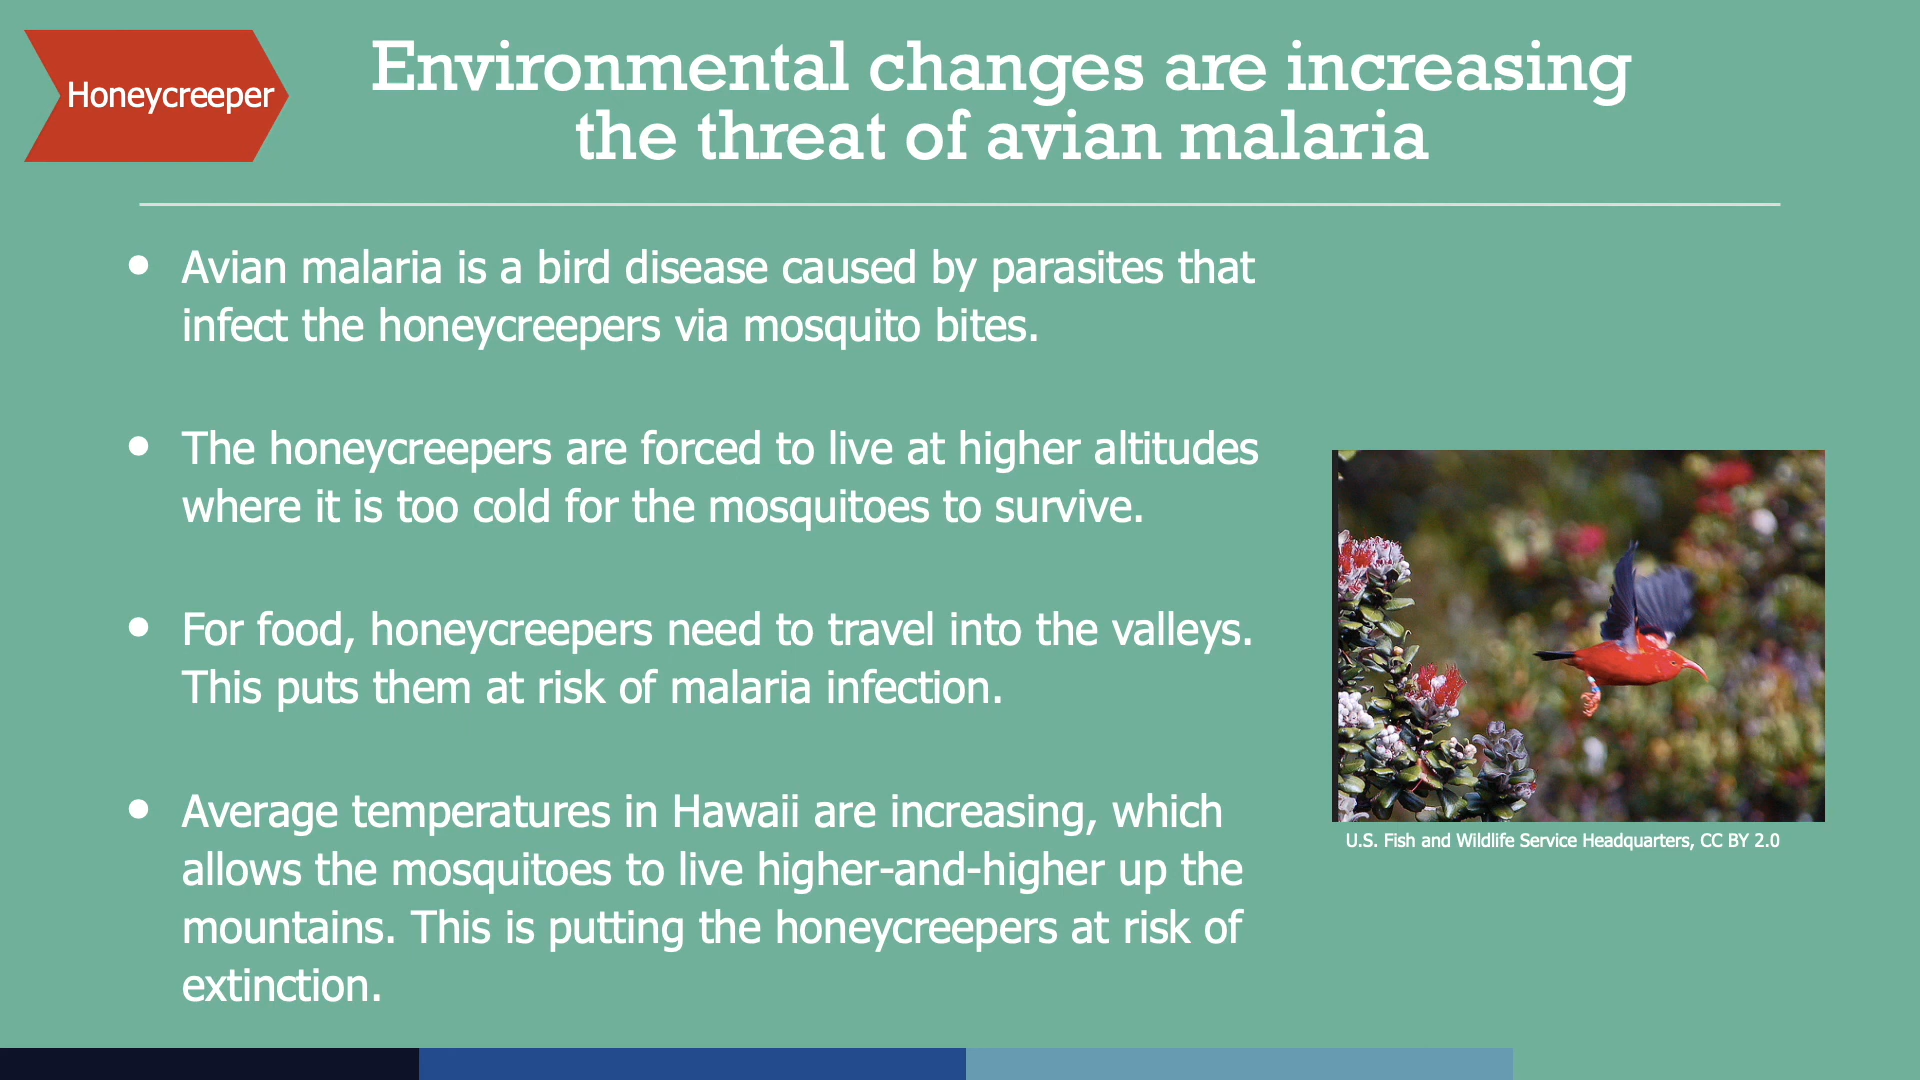 Honeycreeper
Environmental changes are increasing
the threat of avian malaria
• Avian malaria is a bird disease caused by parasites that
infect the honeycreepers via mosquito bites.
• The honeycreepers are forced to live at higher altitudes
where it is too cold for the mosquitoes to survive.
• For food, honeycreepers need to travel into the valleys.
This puts them at risk of malaria infection.
• Average temperatures in Hawaii are increasing, which
allows the mosquitoes to live higher-and-higher up the
mountains. This is putting the honeycreepers at risk of
extinction.
U.S. Fish and Wildlife Service Headquarters, CC BY 2.0